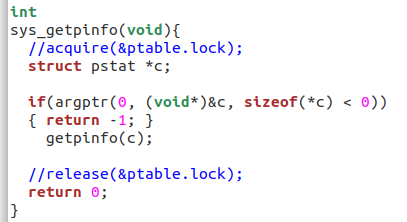 int
sys_getpinfo(void){
  //acquire(&ptable.lock);
  struct pstat *c;

  if(argptr(0, (void*)&c, sizeof(*c) < 0))
  { return -1; }
    getpinfo(c);

  //release(&ptable.lock);
  return 0;
}